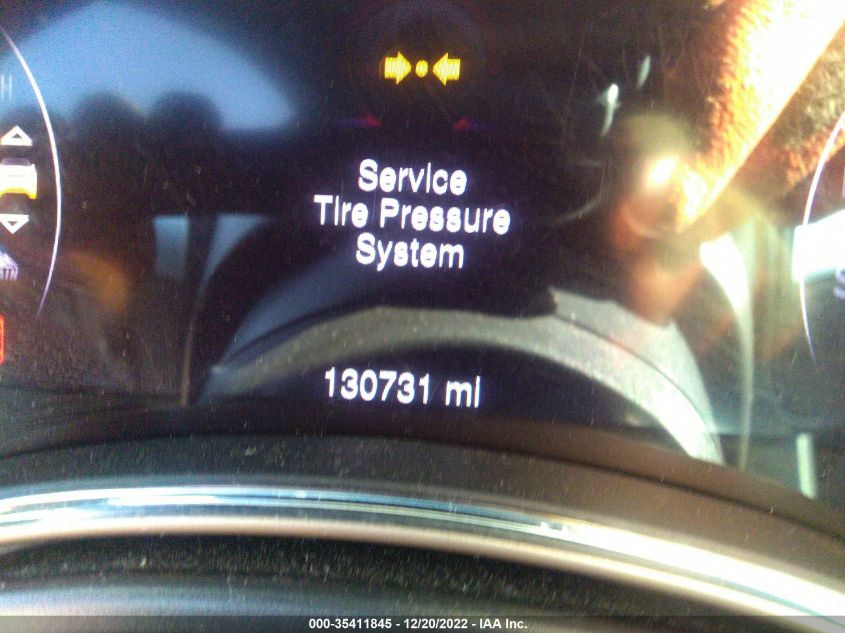 Service
Tire Pressure
System
130731 mi
000-35411845 - 12/20/2022 - IAA Inc.